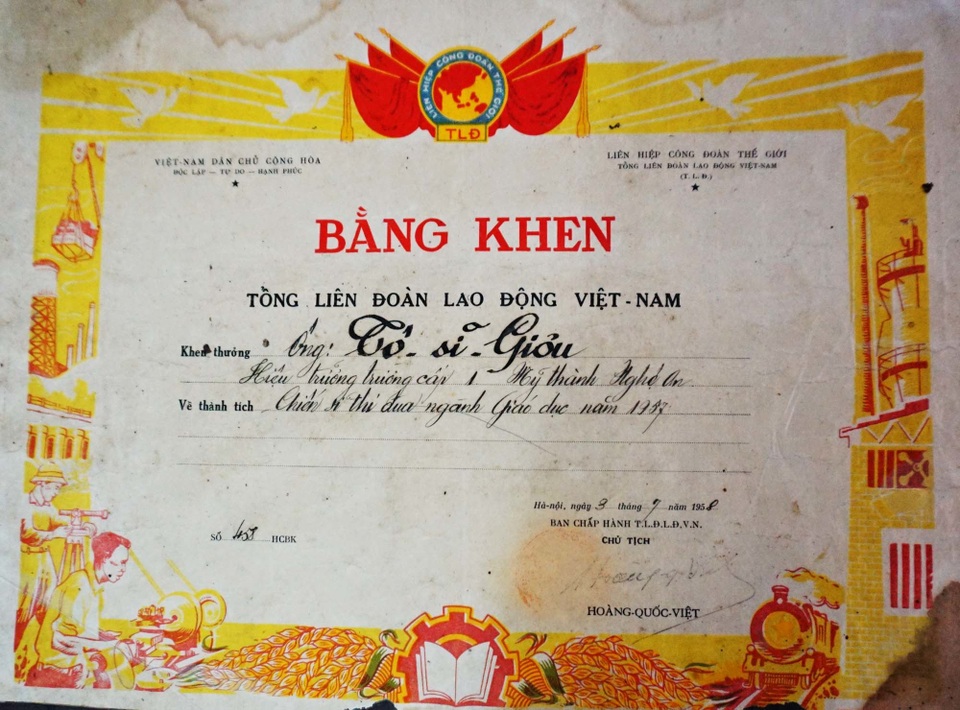 LIÊN HIỆP CÔNG ĐOÀN THẾ GIỚI
TLĐ
VIỆT-NAM DÂN CHỦ CỘNG HÒA
ĐỘC LẬP — TỰ DO — HẠNH PHÚC
LIÊN HIỆP CÔNG ĐOÀN THẾ GIỚI
TỔNG LIÊN ĐOÀN LAO ĐỘNG VIỆT-NAM
(T. L. Đ.)
BẰNG KHEN
TỔNG LIÊN ĐOÀN LAO ĐỘNG VIỆT-NAM
Khen thưởng Ông: Tô-sĩ-Giởu
Hiệu trưởng trường cấp 1 Mỹ thành Nghệ An
Về thành tích Chiến sĩ thi đua ngành Giáo dục năm 1957
Hà-nội, ngày 3 tháng 7 năm 1958
BAN CHẤP HÀNH T.L.Đ.L.Đ.V.N.
SỐ 458 HCBK
CHỦ TỊCH
HOÀNG-QUỐC-VIỆT